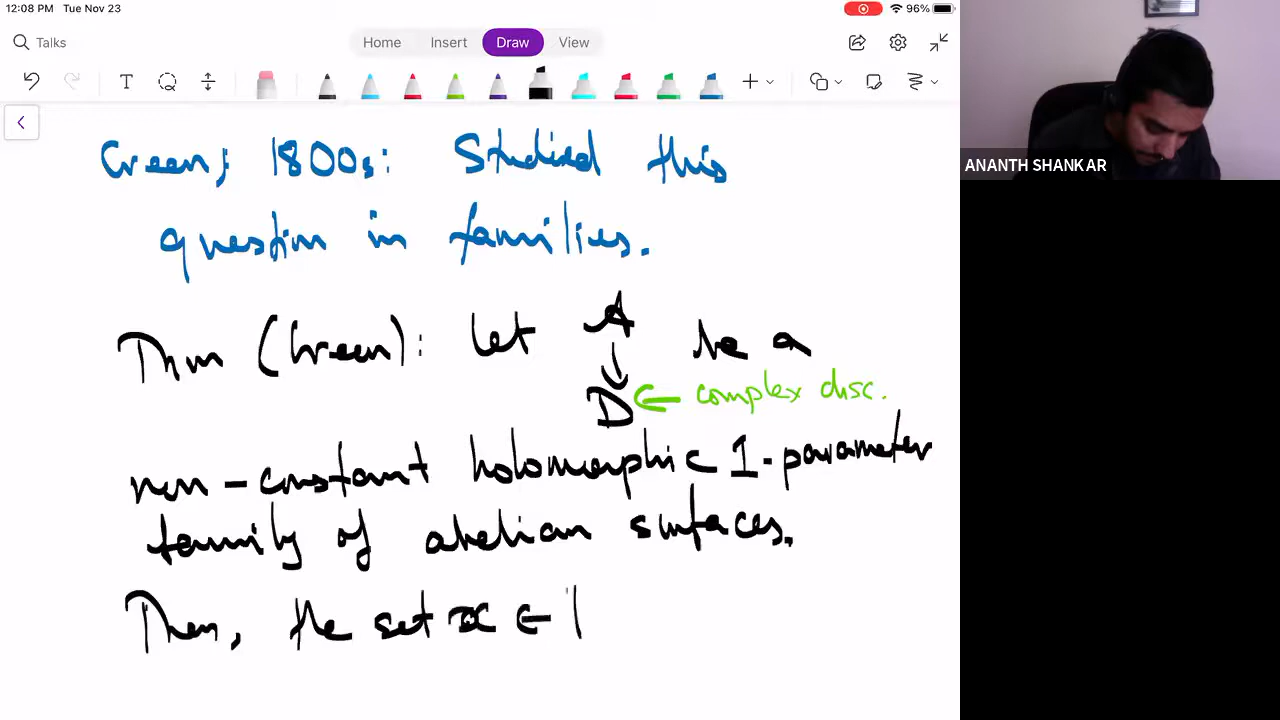 12:08 PM Tue Nov 23
96%
Talks
Home Insert Draw View
ANANTH SHANKAR
Green, 1800s: Studied this
question in families.
Thm (Green): Let A be a
↓
D ← complex disc.
non-constant holomorphic 1-parameter
family of abelian surfaces.
Then, the set x ∈